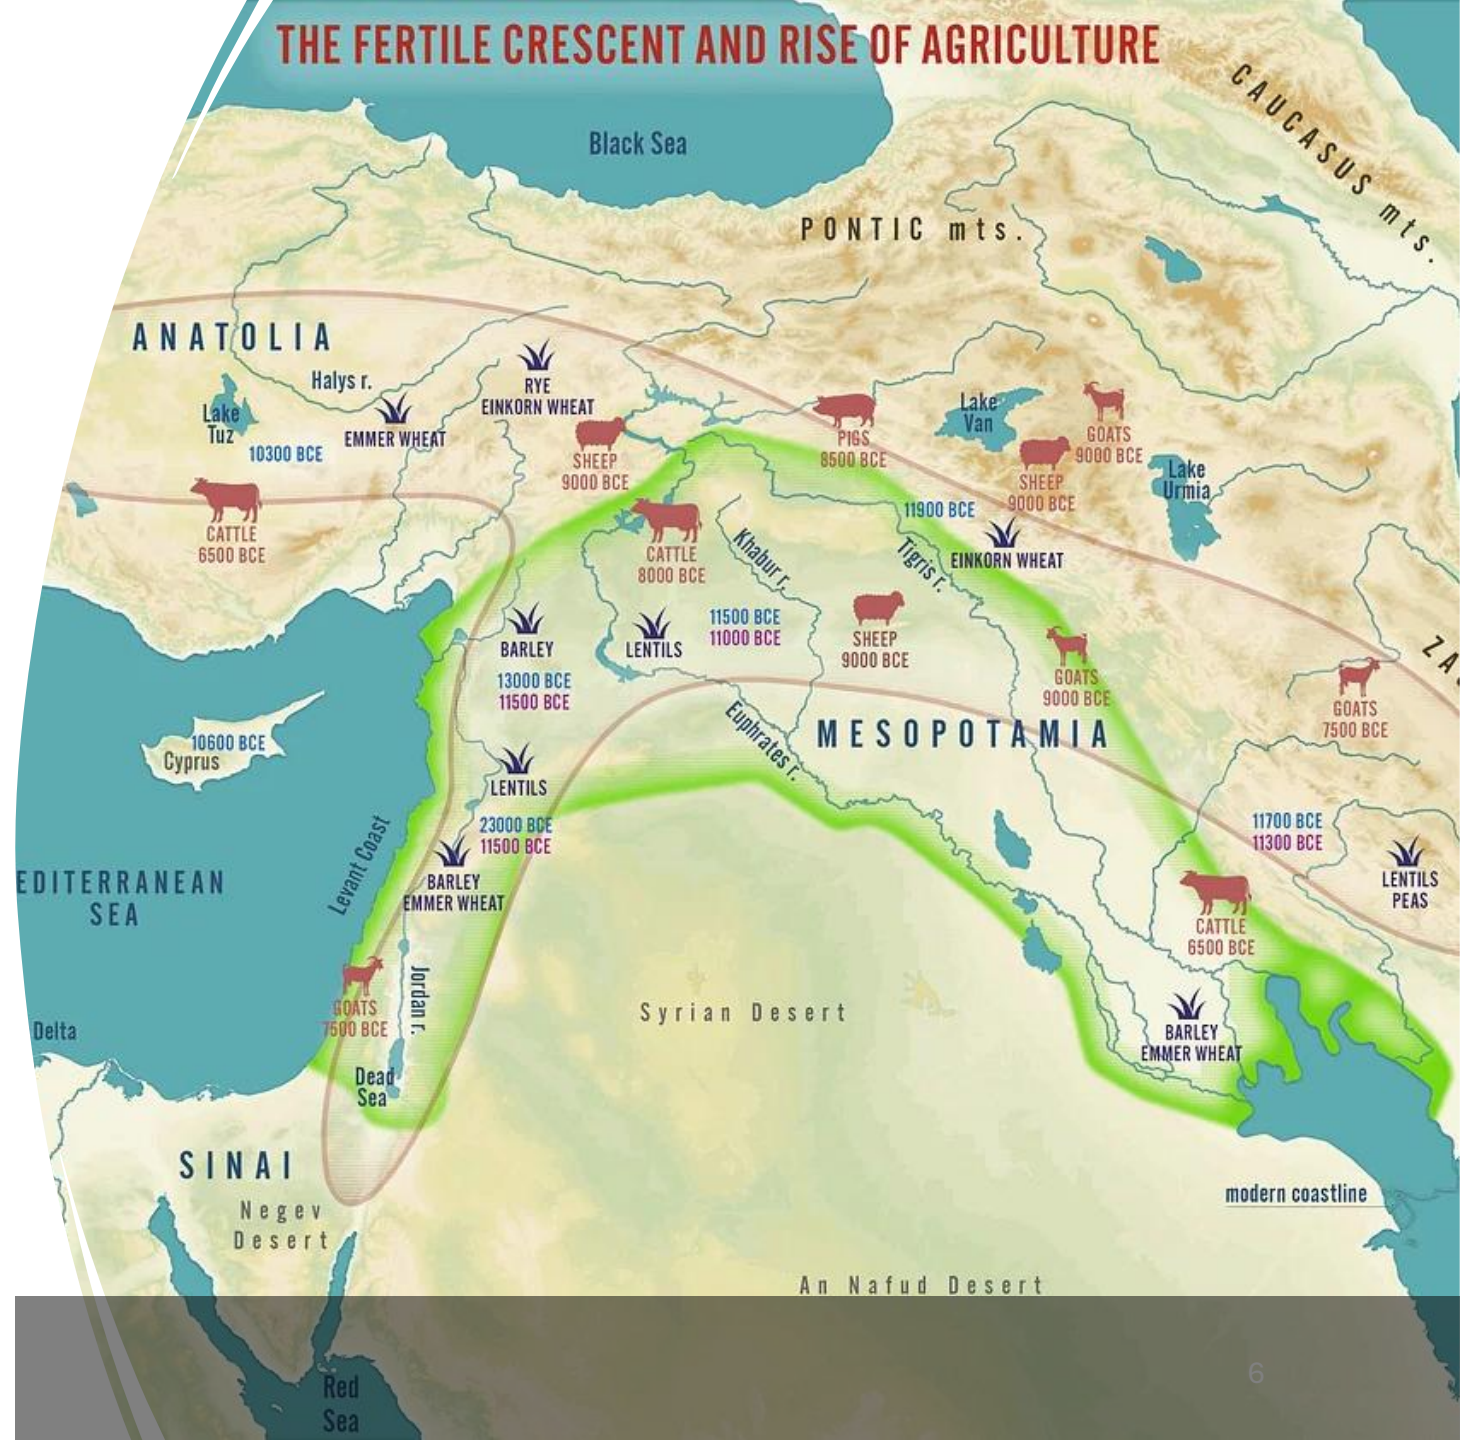 THE FERTILE CRESCENT AND RISE OF AGRICULTURE
CAUCASUS mts.
Black Sea
PONTIC mts.
ANATOLIA
Halys r.
RYE
EINKORN WHEAT
Lake
Tuz
EMMER WHEAT
10300 BCE
SHEEP
9000 BCE
PIGS
8500 BCE
Lake
Van
GOATS
9000 BCE
SHEEP
9000 BCE
Lake
Urmia
CATTLE
6500 BCE
CATTLE
8000 BCE
Khabur r.
11900 BCE
Tigris r.
EINKORN WHEAT
BARLEY
13000 BCE
11500 BCE
LENTILS
11500 BCE
11000 BCE
SHEEP
9000 BCE
GOATS
9000 BCE
ZA
GOATS
7500 BCE
10600 BCE
Cyprus
Euphrates r.
MESOPOTAMIA
LENTILS
23000 BCE
11500 BCE
BARLEY
EMMER WHEAT
Levant Coast
EDITERRANEAN
SEA
11700 BCE
11300 BCE
LENTILS
PEAS
CATTLE
6500 BCE
GOATS
7500 BCE
Jordan r.
Syrian Desert
BARLEY
EMMER WHEAT
Delta
Dead
Sea
SINAI
Negev
Desert
modern coastline
An Nafud Desert
6
Red
Sea